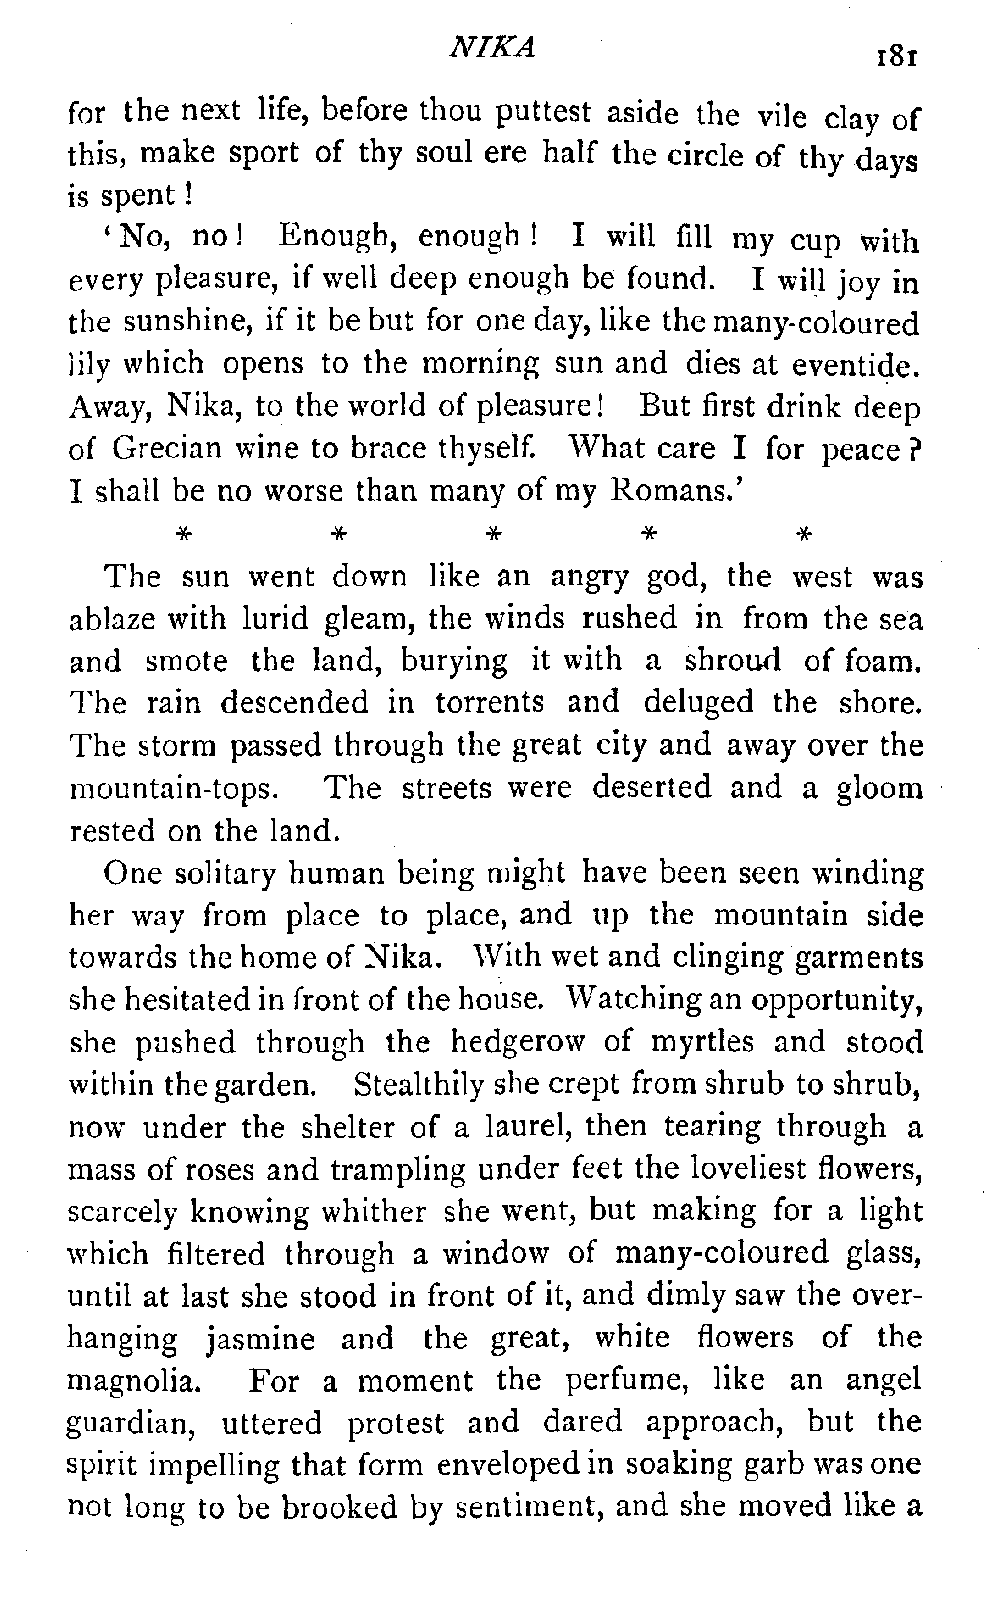 NIKA 181
for the next life, before thou puttest aside the vile clay of
this, make sport of thy soul ere half the circle of thy days
is spent!
‘No, no! Enough, enough! I will fill my cup with
every pleasure, if well deep enough be found. I will joy in
the sunshine, if it be but for one day, like the many-coloured
lily which opens to the morning sun and dies at eventide.
Away, Nika, to the world of pleasure! But first drink deep
of Grecian wine to brace thyself. What care I for peace?
I shall be no worse than many of my Romans.’
* * * * *
The sun went down like an angry god, the west was
ablaze with lurid gleam, the winds rushed in from the sea
and smote the land, burying it with a shroud of foam.
The rain descended in torrents and deluged the shore.
The storm passed through the great city and away over the
mountain-tops. The streets were deserted and a gloom
rested on the land.
One solitary human being might have been seen winding
her way from place to place, and up the mountain side
towards the home of Nika. With wet and clinging garments
she hesitated in front of the house. Watching an opportunity,
she pushed through the hedgerow of myrtles and stood
within the garden. Stealthily she crept from shrub to shrub,
now under the shelter of a laurel, then tearing through a
mass of roses and trampling under feet the loveliest flowers,
scarcely knowing whither she went, but making for a light
which filtered through a window of many-coloured glass,
until at last she stood in front of it, and dimly saw the over-
hanging jasmine and the great, white flowers of the
magnolia. For a moment the perfume, like an angel
guardian, uttered protest and dared approach, but the
spirit impelling that form enveloped in soaking garb was one
not long to be brooked by sentiment, and she moved like a